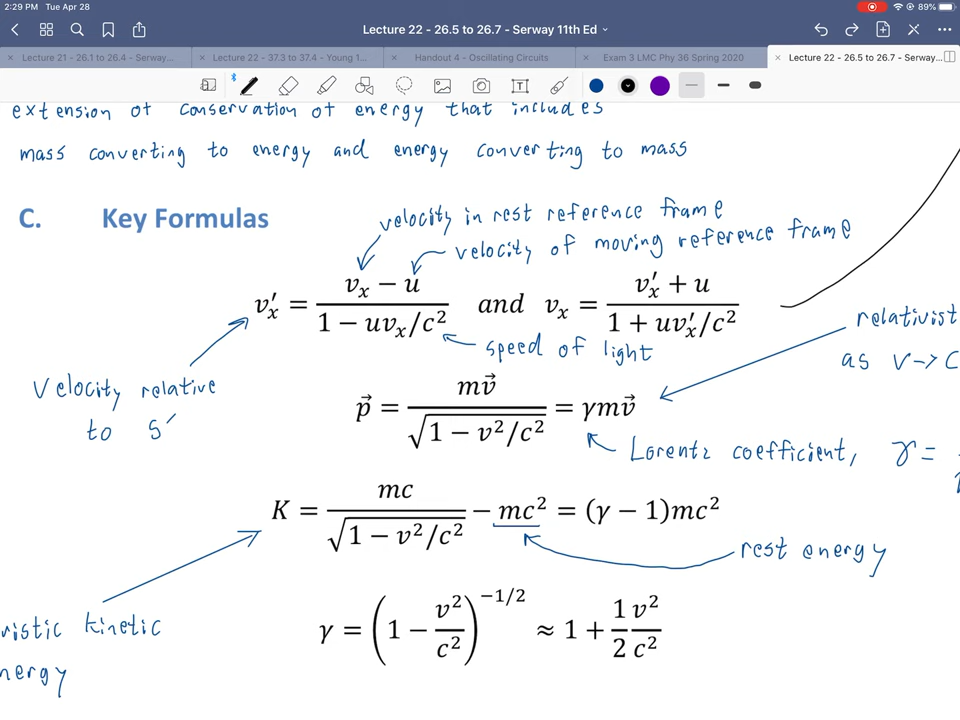 2:29 PM Tue Apr 28
89%
Lecture 22 - 26.5 to 26.7 - Serway 11th Ed
Lecture 21 - 26.1 to 26.4 - Serway...
Lecture 22 - 37.3 to 37.4 - Young 1...
Handout 4 - Oscillating Circuits
Exam 3 LMC Phy 36 Spring 2020
Lecture 22 - 26.5 to 26.7 - Serway...
extension of conservation of energy that includes
mass converting to energy and energy converting to mass
C. Key Formulas
velocity in rest reference frame
velocity of moving reference frame
v′ₓ = (vₓ − u) / (1 − uvₓ/c²) and vₓ = (v′ₓ + u) / (1 + uv′ₓ/c²)
speed of light
relativist
as v → c
Velocity relative
to S′
p⃗ = mv⃗ / √(1 − v²/c²) = γmv⃗
Lorentz coefficient, γ =
K = mc / √(1 − v²/c²) − mc² = (γ − 1)mc²
rest energy
ristic kinetic
nergy
γ = (1 − v²/c²)^(−1/2) ≈ 1 + 1/2 v²/c²